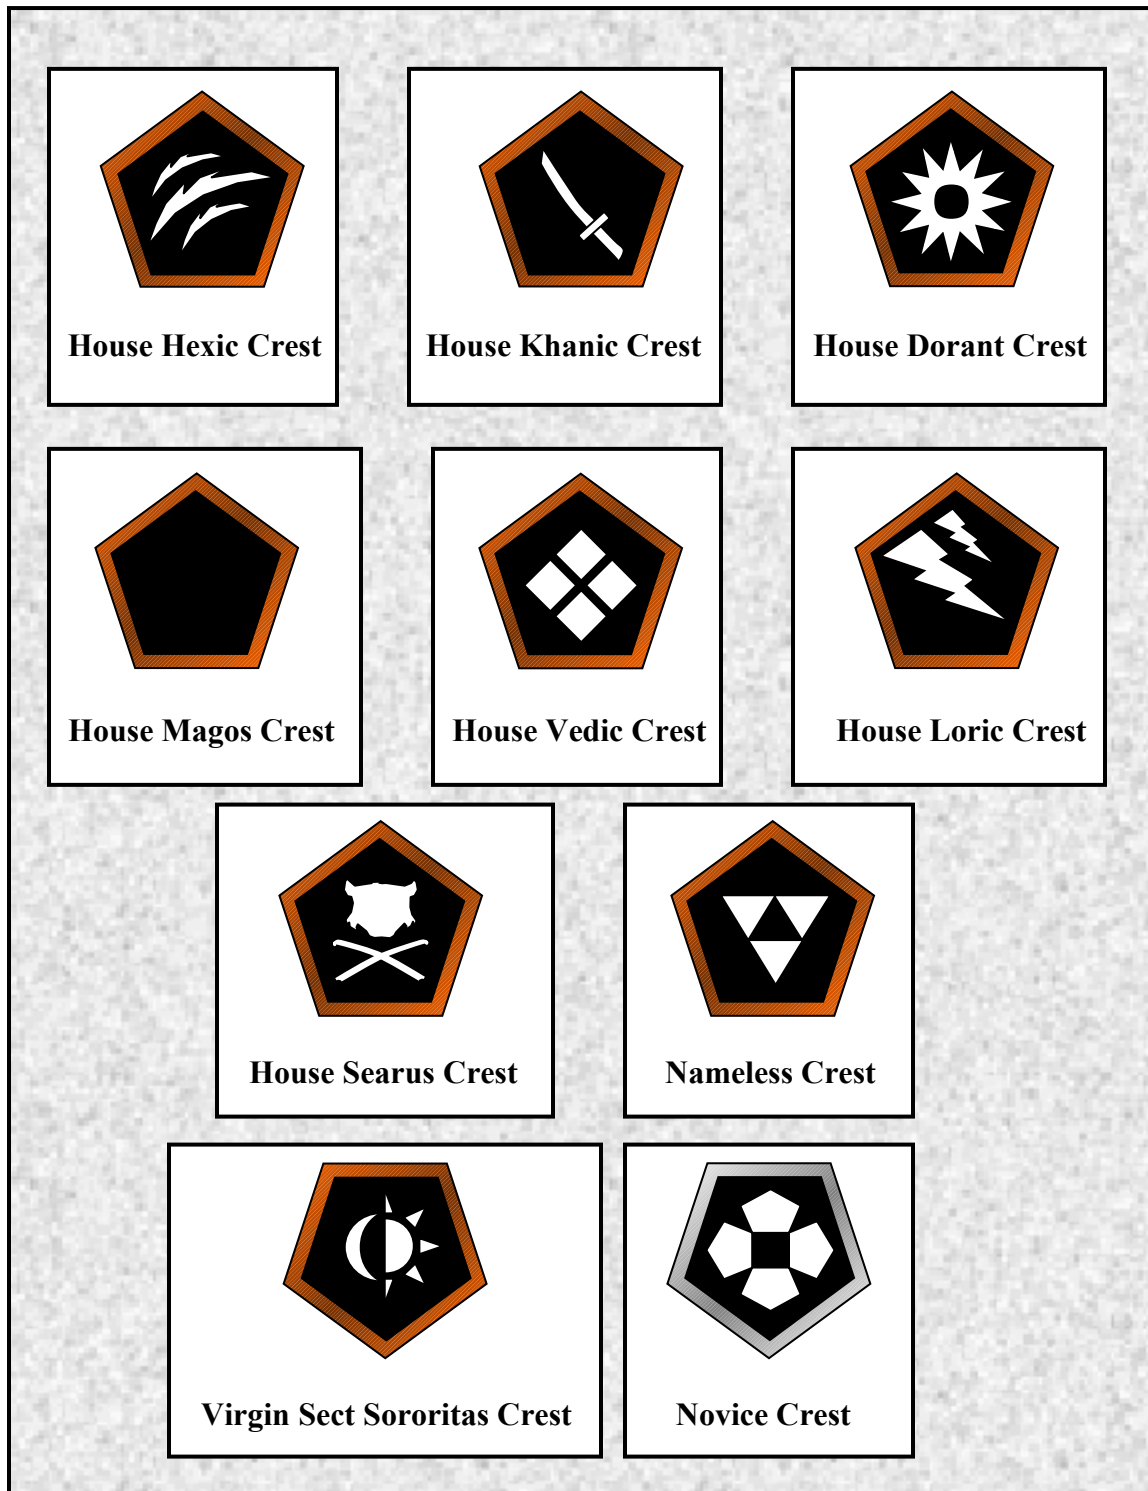 House Hexic Crest
House Khanic Crest
House Dorant Crest
House Magos Crest
House Vedic Crest
House Loric Crest
House Searus Crest
Nameless Crest
Virgin Sect Sororitas Crest
Novice Crest